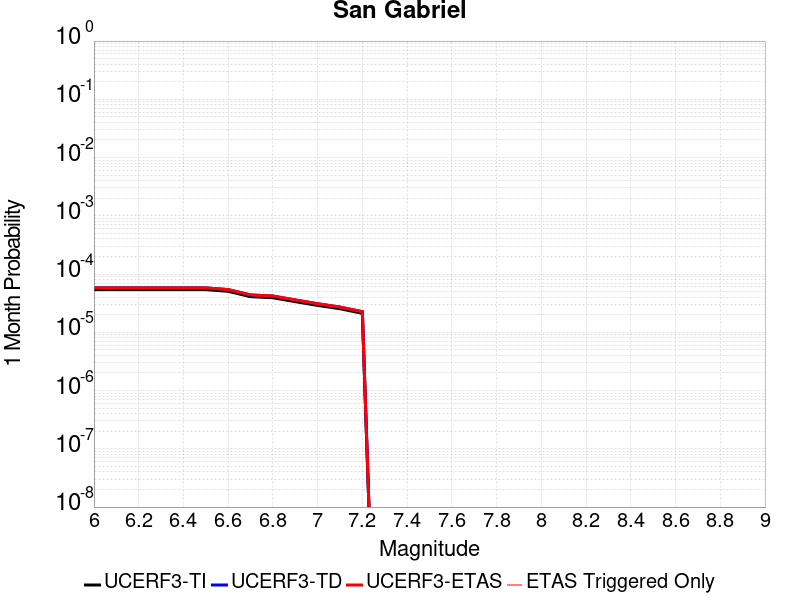 San Gabriel
10^0
10^-1
10^-2
10^-3
10^-4
10^-5
10^-6
10^-7
10^-8
1 Month Probability
6 6.2 6.4 6.6 6.8 7 7.2 7.4 7.6 7.8 8 8.2 8.4 8.6 8.8 9
Magnitude
UCERF3-TI UCERF3-TD UCERF3-ETAS ETAS Triggered Only